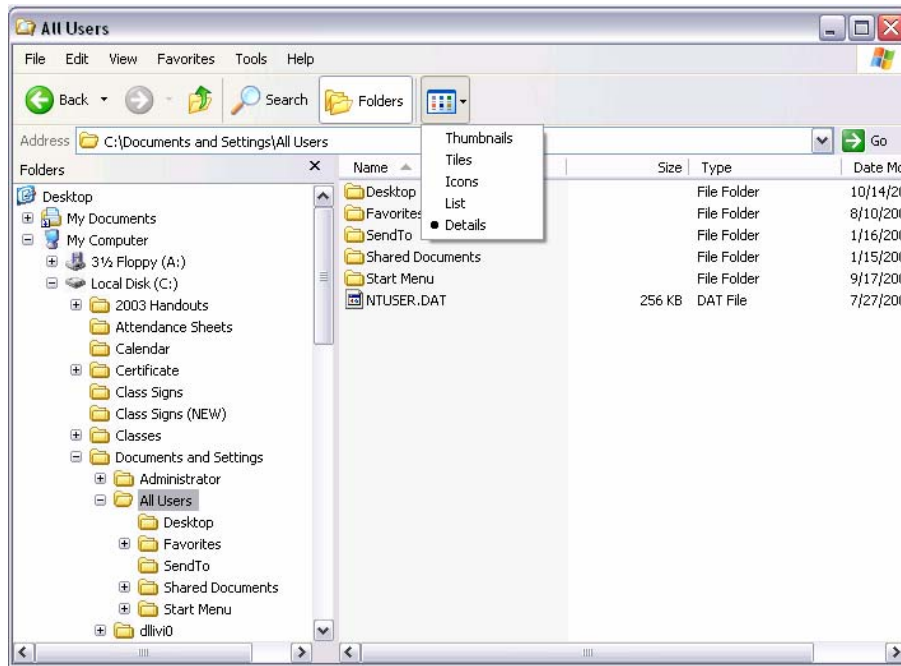 All Users
File Edit View Favorites Tools Help
Back Search Folders
Address C:\Documents and Settings\All Users Go
Folders
Desktop
My Documents
My Computer
3½ Floppy (A:)
Local Disk (C:)
2003 Handouts
Attendance Sheets
Calendar
Certificate
Class Signs
Class Signs (NEW)
Classes
Documents and Settings
Administrator
All Users
Desktop
Favorites
SendTo
Shared Documents
Start Menu
dllivi0
Thumbnails
Tiles
Icons
List
Details
Name Size Type Date Mo
Desktop File Folder 10/14/20
Favorites File Folder 8/10/200
SendTo File Folder 1/16/200
Shared Documents File Folder 1/15/200
Start Menu File Folder 9/17/200
NTUSER.DAT 256 KB DAT File 7/27/200